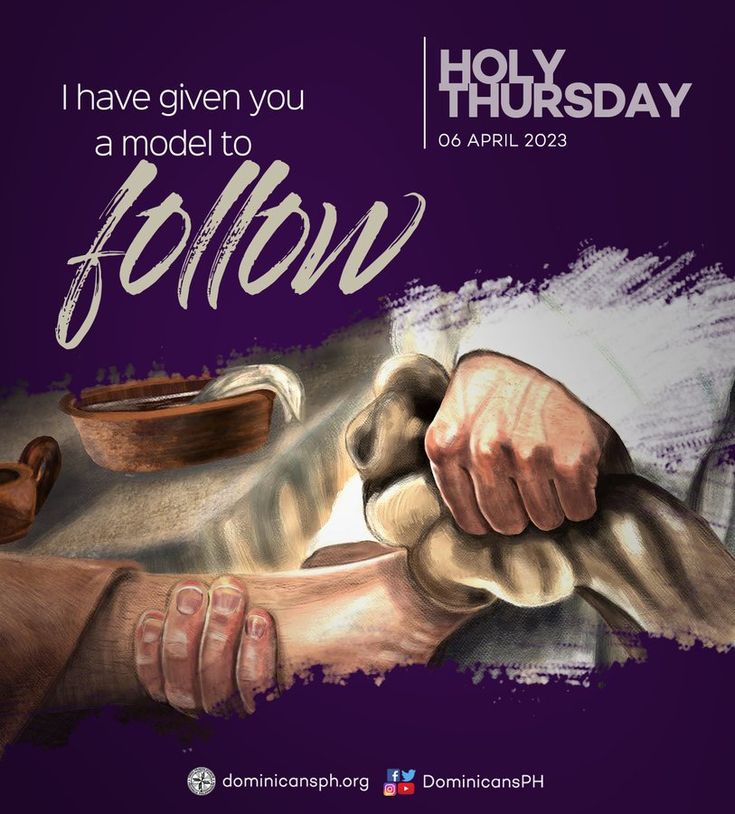 I have given you
a model to
follow
HOLY
THURSDAY
06 APRIL 2023
dominicansph.org
DominicansPH